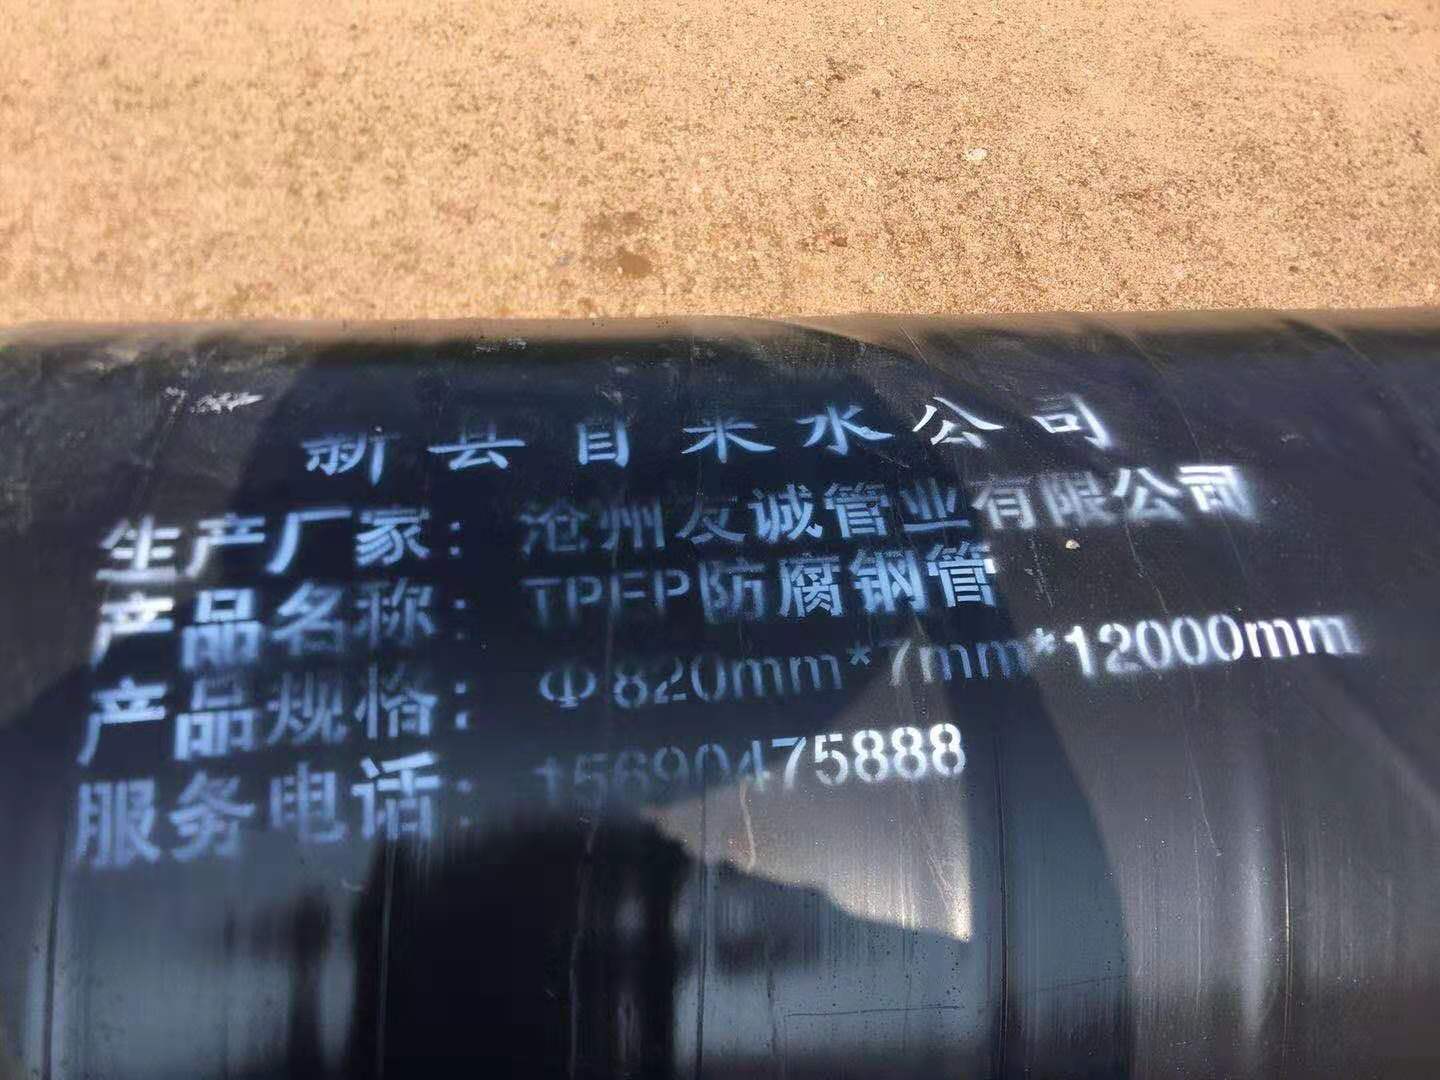 新县自来水公司
生产厂家：沧州友诚管业有限公司
产品名称：TPEP防腐钢管
产品规格：Φ820mm*7mm*12000mm
服务电话：15690475888